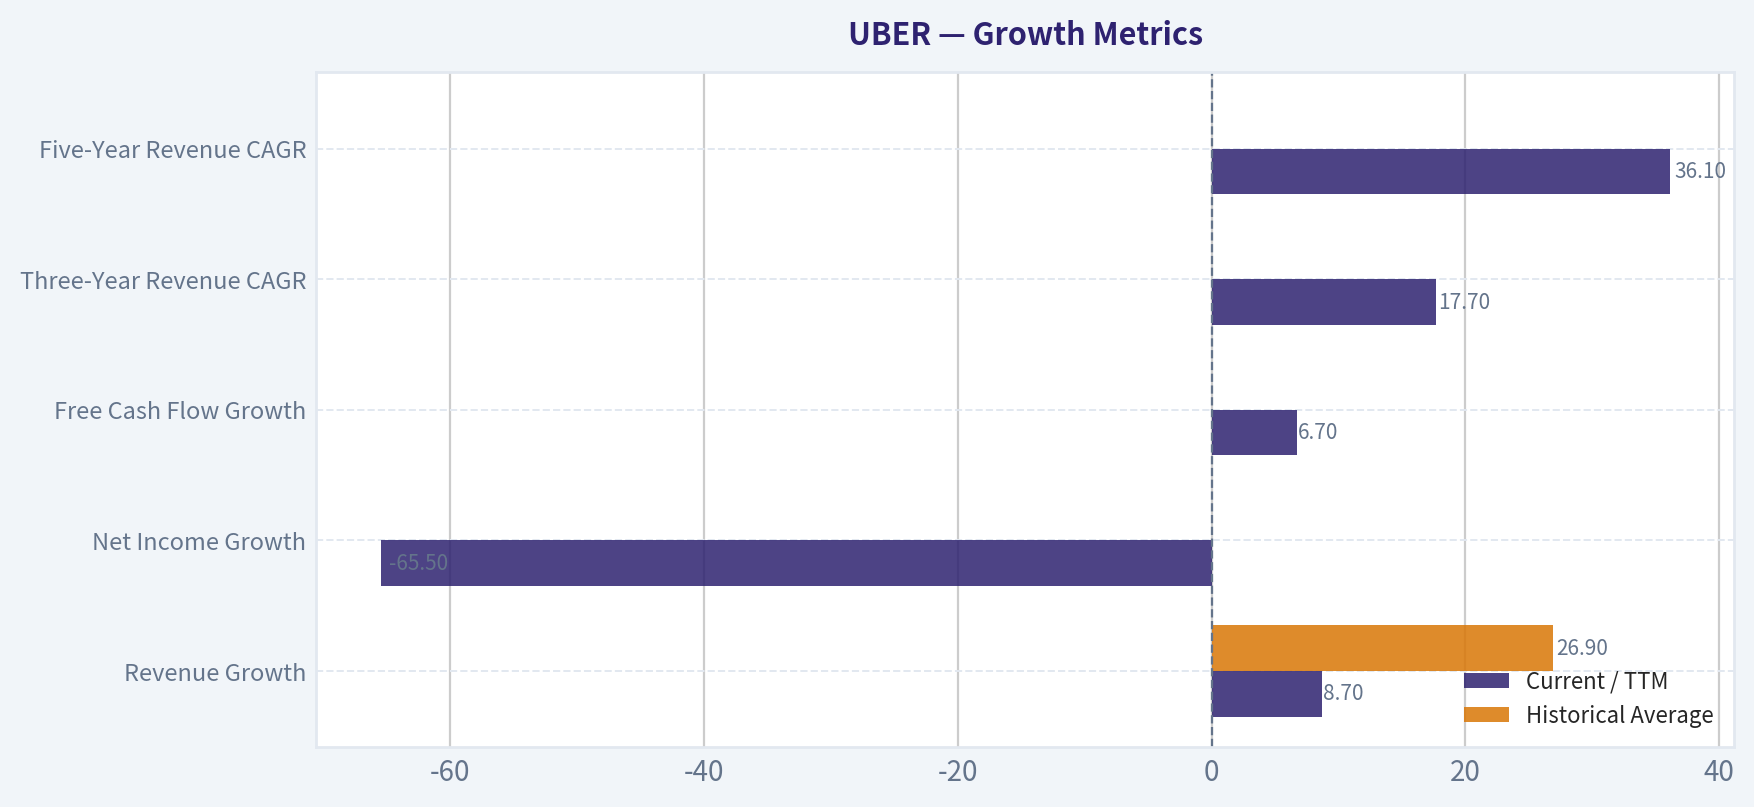 UBER — Growth Metrics
Five-Year Revenue CAGR
36.10
Three-Year Revenue CAGR
17.70
Free Cash Flow Growth
6.70
Net Income Growth
-65.50
26.90
Revenue Growth
8.70
Current / TTM
Historical Average
-60 -40 -20 0 20 40